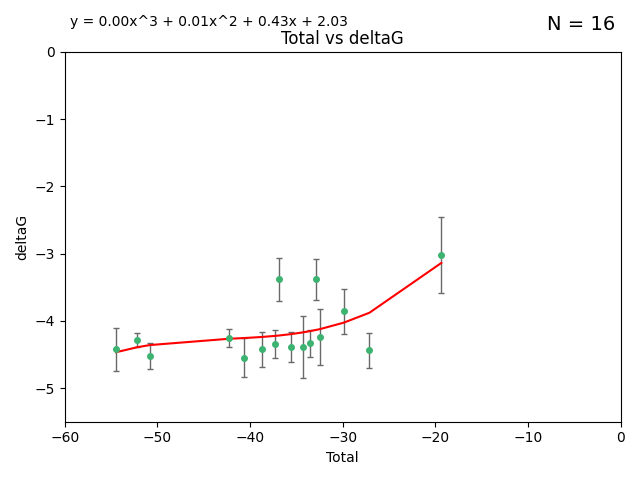 y = 0.00x^3 + 0.01x^2 + 0.43x + 2.03
N = 16
Total vs deltaG
0
−1
−2
−3
−4
−5
deltaG
−60
−50
−40
−30
−20
−10
0
Total